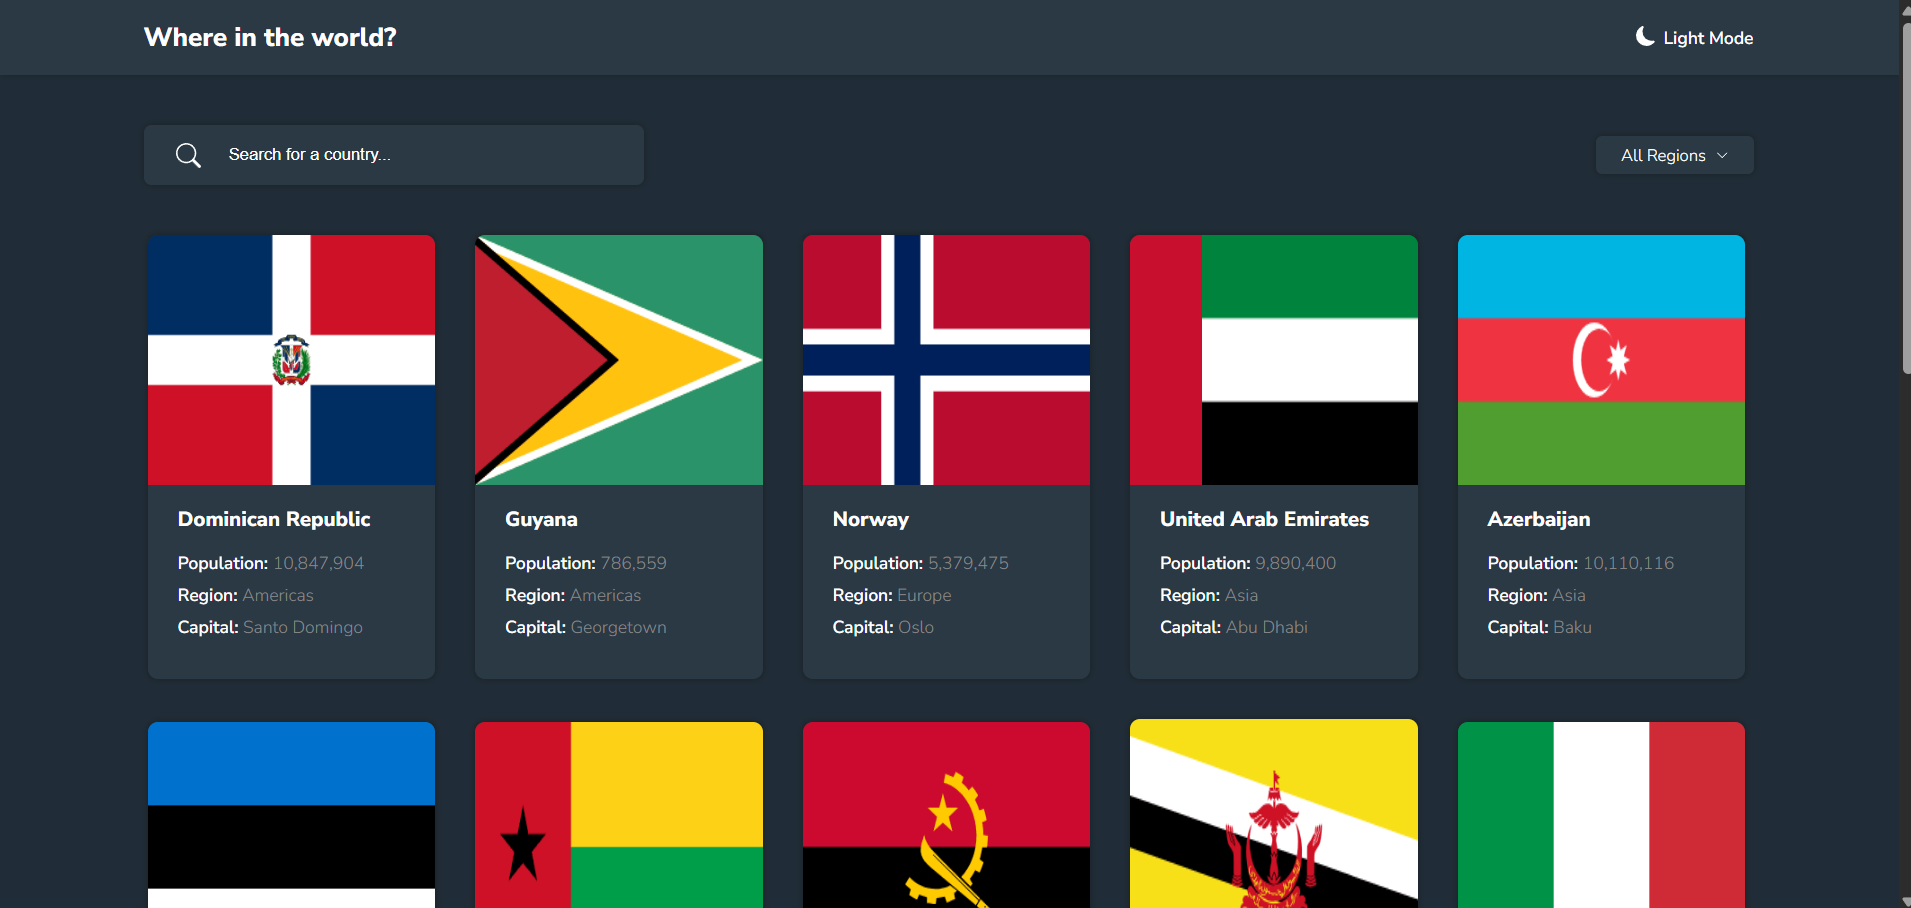 Where in the world?
Light Mode
Search for a country...
All Regions
Dominican Republic
Population: 10,847,904
Region: Americas
Capital: Santo Domingo
Guyana
Population: 786,559
Region: Americas
Capital: Georgetown
Norway
Population: 5,379,475
Region: Europe
Capital: Oslo
United Arab Emirates
Population: 9,890,400
Region: Asia
Capital: Abu Dhabi
Azerbaijan
Population: 10,110,116
Region: Asia
Capital: Baku